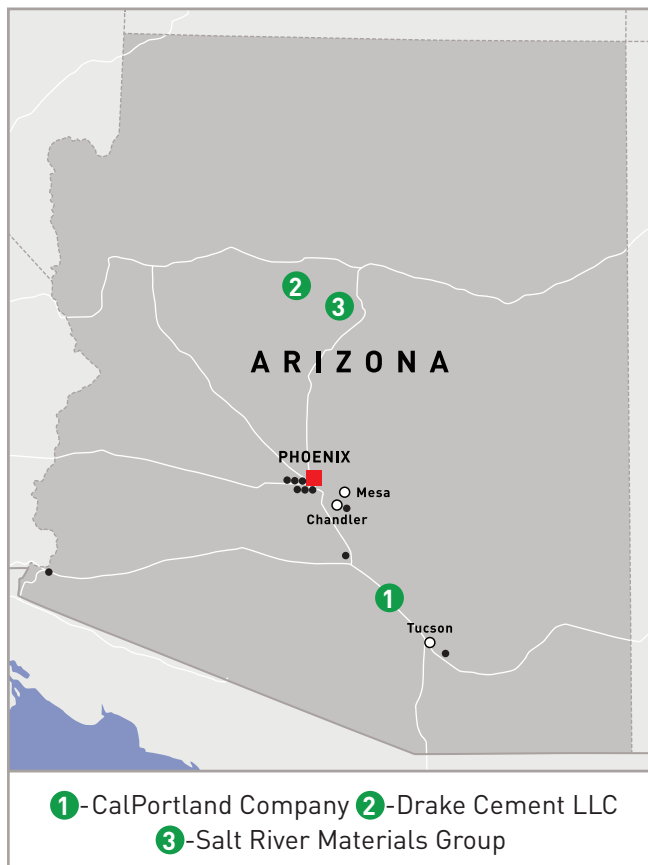 2
3
ARIZONA
PHOENIX
Mesa
Chandler
1
Tucson
1-CalPortland Company 2-Drake Cement LLC
3-Salt River Materials Group